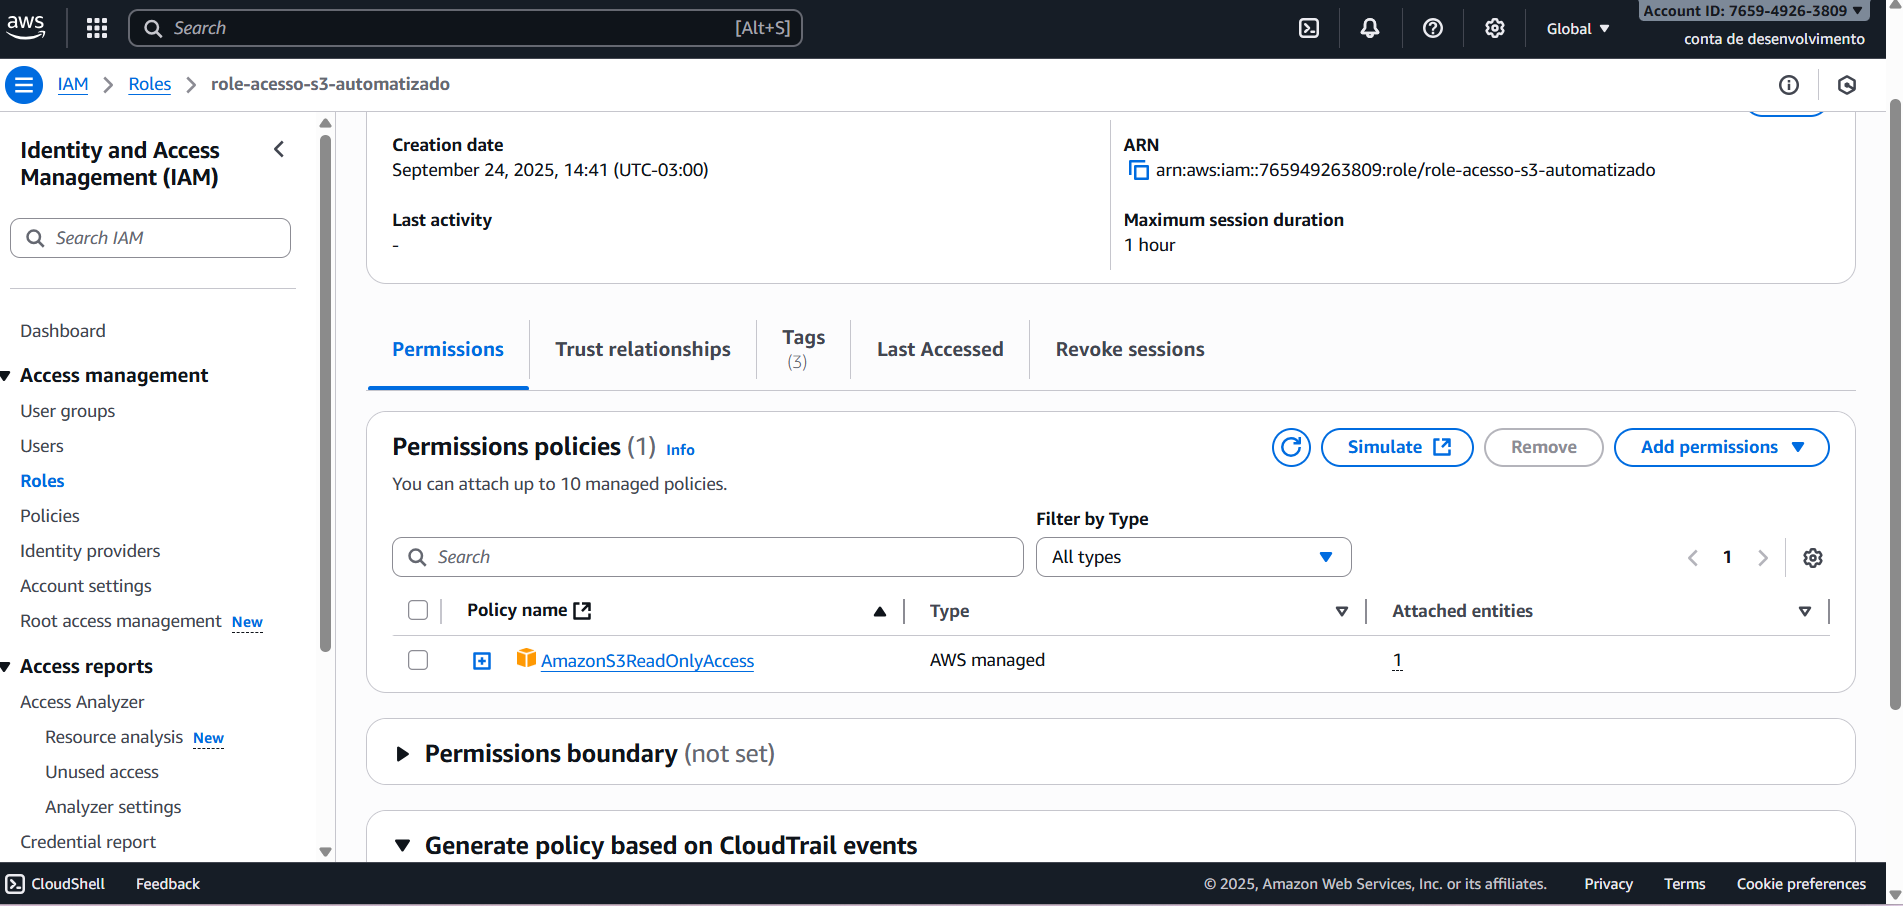 aws
Search
[Alt+S]
Global
Account ID: 7659-4926-3809
conta de desenvolvimento
IAM
Roles
role-acesso-s3-automatizado
Identity and Access
Management (IAM)
Search IAM
Dashboard
Access management
User groups
Users
Roles
Policies
Identity providers
Account settings
Root access management New
Access reports
Access Analyzer
Resource analysis New
Unused access
Analyzer settings
Credential report
Creation date
September 24, 2025, 14:41 (UTC-03:00)
Last activity
-
ARN
arn:aws:iam::765949263809:role/role-acesso-s3-automatizado
Maximum session duration
1 hour
Permissions
Trust relationships
Tags
(3)
Last Accessed
Revoke sessions
Permissions policies (1) Info
You can attach up to 10 managed policies.
Simulate
Remove
Add permissions
Filter by Type
Search
All types
1
Policy name
Type
Attached entities
AmazonS3ReadOnlyAccess
AWS managed
1
Permissions boundary (not set)
Generate policy based on CloudTrail events
CloudShell
Feedback
© 2025, Amazon Web Services, Inc. or its affiliates.
Privacy
Terms
Cookie preferences